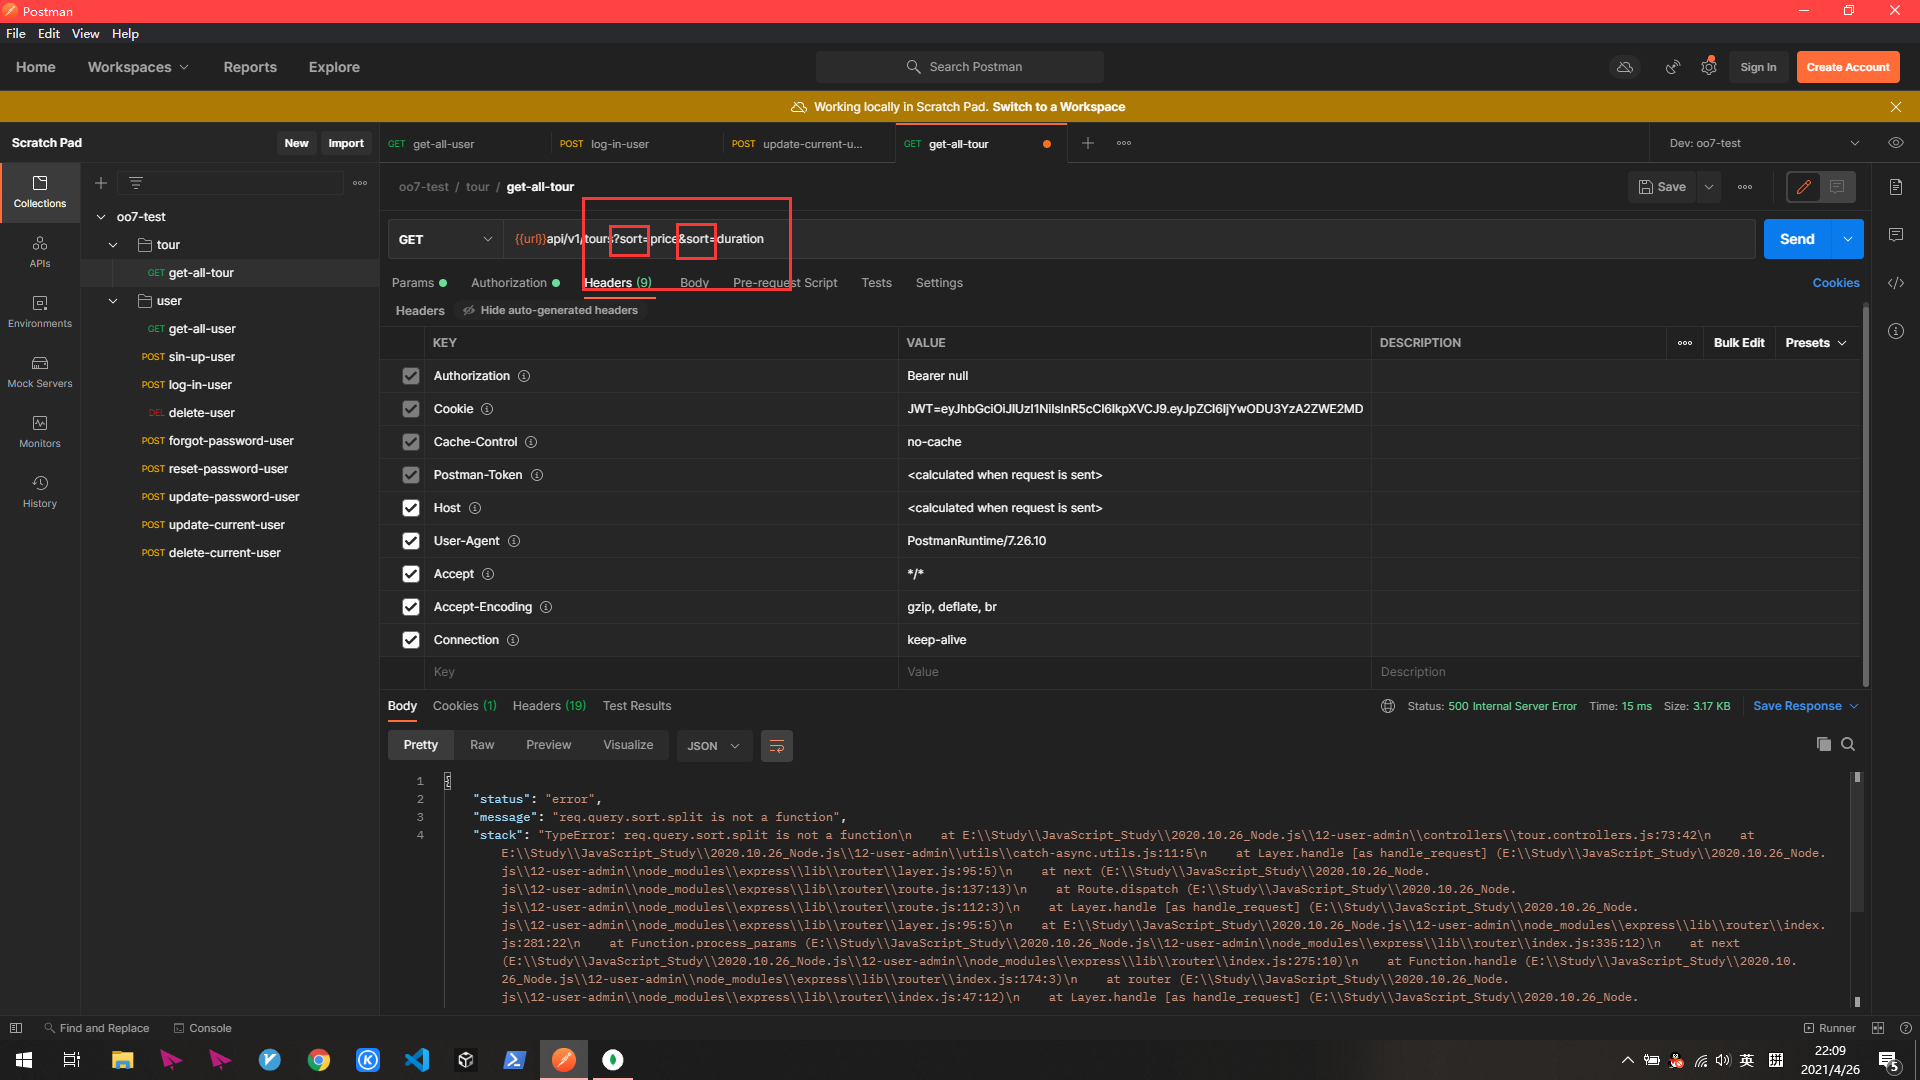 Postman
File Edit View Help
Home Workspaces Reports Explore
Search Postman
Sign In Create Account
Working locally in Scratch Pad. Switch to a Workspace
Scratch Pad New Import
GET get-all-user POST log-in-user POST update-current-u... GET get-all-tour
Dev: oo7-test
Collections
APIs
Environments
Mock Servers
Monitors
History
oo7-test
tour
GET get-all-tour
user
GET get-all-user
POST sin-up-user
POST log-in-user
DEL delete-user
POST forgot-password-user
POST reset-password-user
POST update-password-user
POST update-current-user
POST delete-current-user
oo7-test / tour / get-all-tour
Save
GET {{url}}api/v1/tours?sort=price&sort=duration Send
Params Authorization Headers (9) Body Pre-request Script Tests Settings Cookies
Headers Hide auto-generated headers
KEY VALUE DESCRIPTION Bulk Edit Presets
Authorization Bearer null
Cookie JWT=eyJhbGciOiJIUzI1NiIsInR5cCI6IkpXVCJ9.eyJpZCI6IjYwODU3YzA2ZWE2MD
Cache-Control no-cache
Postman-Token <calculated when request is sent>
Host <calculated when request is sent>
User-Agent PostmanRuntime/7.26.10
Accept */*
Accept-Encoding gzip, deflate, br
Connection keep-alive
Key Value Description
Body Cookies (1) Headers (19) Test Results Status: 500 Internal Server Error Time: 15 ms Size: 3.17 KB Save Response
Pretty Raw Preview Visualize JSON
1 {
2 "status": "error",
3 "message": "req.query.sort.split is not a function",
4 "stack": "TypeError: req.query.sort.split is not a function\n    at E:\\Study\\JavaScript_Study\\2020.10.26_Node.js\\12-user-admin\\controllers\\tour.controllers.js:73:42\n    at
E:\\Study\\JavaScript_Study\\2020.10.26_Node.js\\12-user-admin\\utils\\catch-async.utils.js:11:5\n    at Layer.handle [as handle_request] (E:\\Study\\JavaScript_Study\\2020.10.26_Node.
js\\12-user-admin\\node_modules\\express\\lib\\router\\layer.js:95:5)\n    at next (E:\\Study\\JavaScript_Study\\2020.10.26_Node.
js\\12-user-admin\\node_modules\\express\\lib\\router\\route.js:137:13)\n    at Route.dispatch (E:\\Study\\JavaScript_Study\\2020.10.26_Node.
js\\12-user-admin\\node_modules\\express\\lib\\router\\route.js:112:3)\n    at Layer.handle [as handle_request] (E:\\Study\\JavaScript_Study\\2020.10.26_Node.
js\\12-user-admin\\node_modules\\express\\lib\\router\\layer.js:95:5)\n    at E:\\Study\\JavaScript_Study\\2020.10.26_Node.js\\12-user-admin\\node_modules\\express\\lib\\router\\index.
js:281:22\n    at Function.process_params (E:\\Study\\JavaScript_Study\\2020.10.26_Node.js\\12-user-admin\\node_modules\\express\\lib\\router\\index.js:335:12)\n    at next
(E:\\Study\\JavaScript_Study\\2020.10.26_Node.js\\12-user-admin\\node_modules\\express\\lib\\router\\index.js:275:10)\n    at Function.handle (E:\\Study\\JavaScript_Study\\2020.10.
26_Node.js\\12-user-admin\\node_modules\\express\\lib\\router\\index.js:174:3)\n    at router (E:\\Study\\JavaScript_Study\\2020.10.26_Node.
js\\12-user-admin\\node_modules\\express\\lib\\router\\index.js:47:12)\n    at Layer.handle [as handle_request] (E:\\Study\\JavaScript_Study\\2020.10.26_Node.
Find and Replace Console Runner
英 拼 22:09
2021/4/26 5